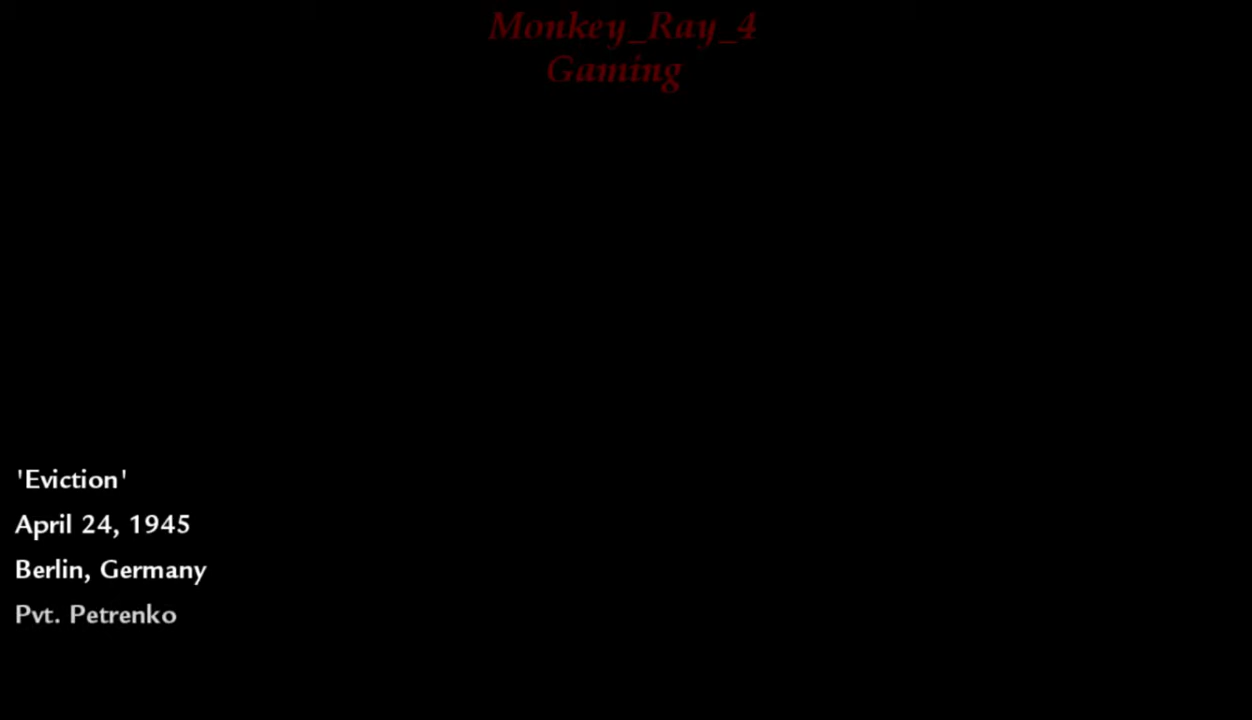 Monkey_Ray_4
Gaming
'Eviction'
April 24, 1945
Berlin, Germany
Pvt. Petrenko